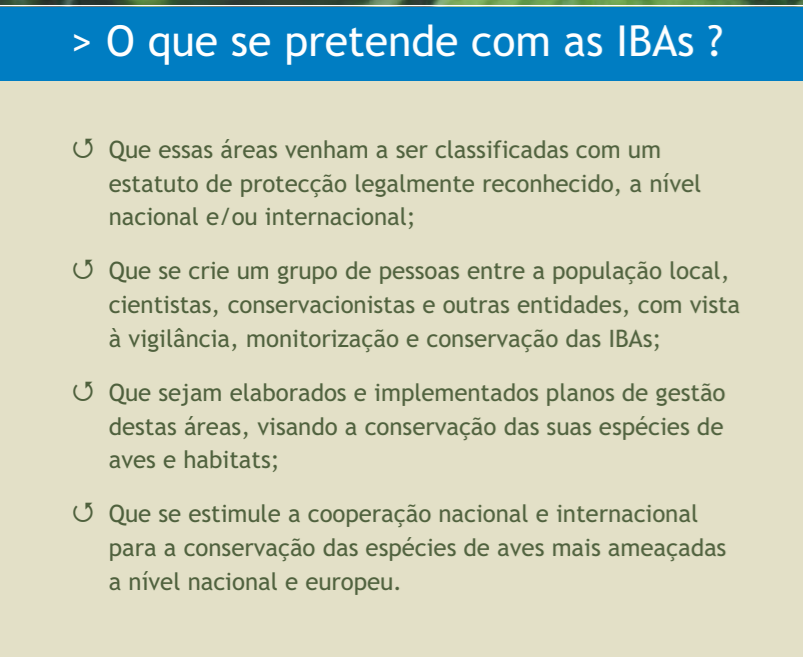 > O que se pretende com as IBAs ?
↺ Que essas áreas venham a ser classificadas com um
estatuto de protecção legalmente reconhecido, a nível
nacional e/ou internacional;
↺ Que se crie um grupo de pessoas entre a população local,
cientistas, conservacionistas e outras entidades, com vista
à vigilância, monitorização e conservação das IBAs;
↺ Que sejam elaborados e implementados planos de gestão
destas áreas, visando a conservação das suas espécies de
aves e habitats;
↺ Que se estimule a cooperação nacional e internacional
para a conservação das espécies de aves mais ameaçadas
a nível nacional e europeu.